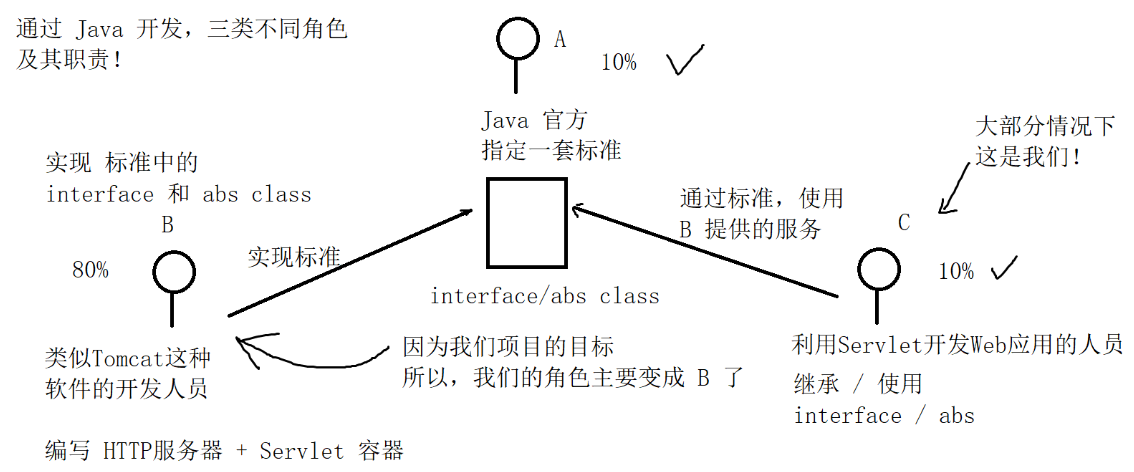 通过 Java 开发，三类不同角色
及其职责！
A
10%
Java 官方
指定一套标准
大部分情况下
这是我们！
实现 标准中的
interface 和 abs class
B
80%
实现标准
通过标准，使用
B 提供的服务
C
10%
interface/abs class
类似Tomcat这种
软件的开发人员
因为我们项目的目标
所以，我们的角色主要变成 B 了
利用Servlet开发Web应用的人员
继承 / 使用
interface / abs
编写 HTTP服务器 + Servlet 容器